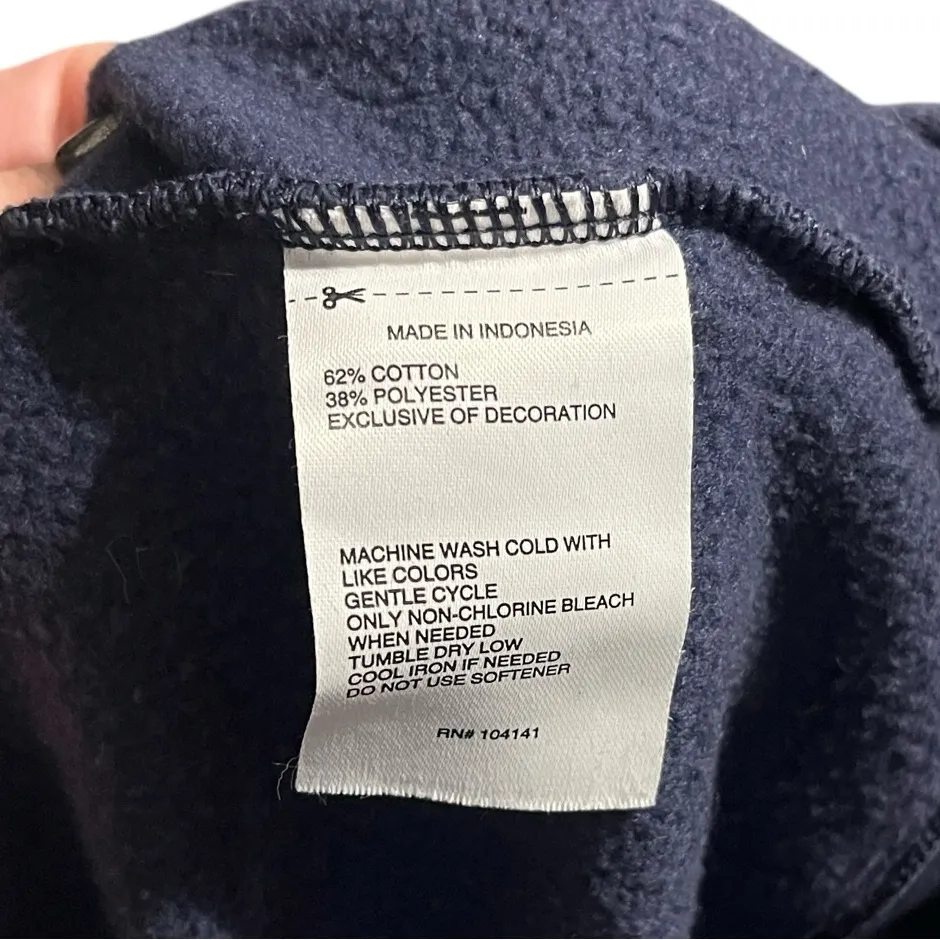 MADE IN INDONESIA
62% COTTON
38% POLYESTER
EXCLUSIVE OF DECORATION
MACHINE WASH COLD WITH
LIKE COLORS
GENTLE CYCLE
ONLY NON-CHLORINE BLEACH
WHEN NEEDED
TUMBLE DRY LOW
COOL IRON IF NEEDED
DO NOT USE SOFTENER
RN# 104141